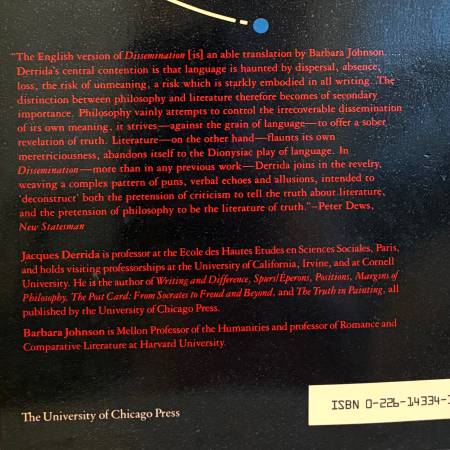 "The English version of Dissemination [is] an able translation by Barbara Johnson.
Derrida's central contention is that language is haunted by dispersal, absence,
loss, the risk of unmeaning, a risk which is starkly embodied in all writing. The
distinction between philosophy and literature therefore becomes of secondary
importance. Philosophy vainly attempts to control the irrecoverable dissemination
of its own meaning, it strives—against the grain of language—to offer a sober
revelation of truth. Literature—on the other hand—flaunts its own
meretriciousness, abandons itself to the Dionysiac play of language. In
Dissemination—more than in any previous work—Derrida joins in the revelry,
weaving a complex pattern of puns, verbal echoes and allusions, intended to
'deconstruct' both the pretension of criticism to tell the truth about literature,
and the pretension of philosophy to be the literature of truth."—Peter Dews,
New Statesman
Jacques Derrida is professor at the Ecole des Hautes Etudes en Sciences Sociales, Paris,
and holds visiting professorships at the University of California, Irvine, and at Cornell
University. He is the author of Writing and Difference, Spurs/Éperons, Positions, Margins of
Philosophy, The Post Card: From Socrates to Freud and Beyond, and The Truth in Painting, all
published by the University of Chicago Press.
Barbara Johnson is Mellon Professor of the Humanities and professor of Romance and
Comparative Literature at Harvard University.
ISBN 0-226-14334-
The University of Chicago Press